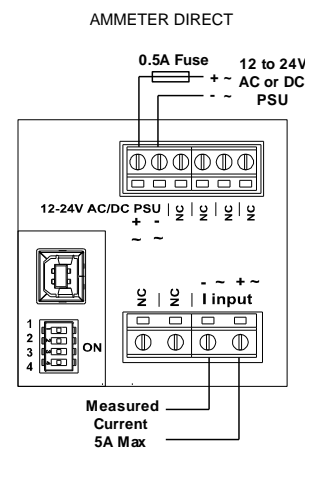 AMMETER DIRECT
0.5A Fuse
+ ~ 12 to 24V
AC or DC
- ~ PSU
12-24V AC/DC PSU | NC | NC | NC | NC
+ -
~ ~
NC | NC | I input
- ~ + ~
1
2
3
4
ON
Measured
Current
5A Max